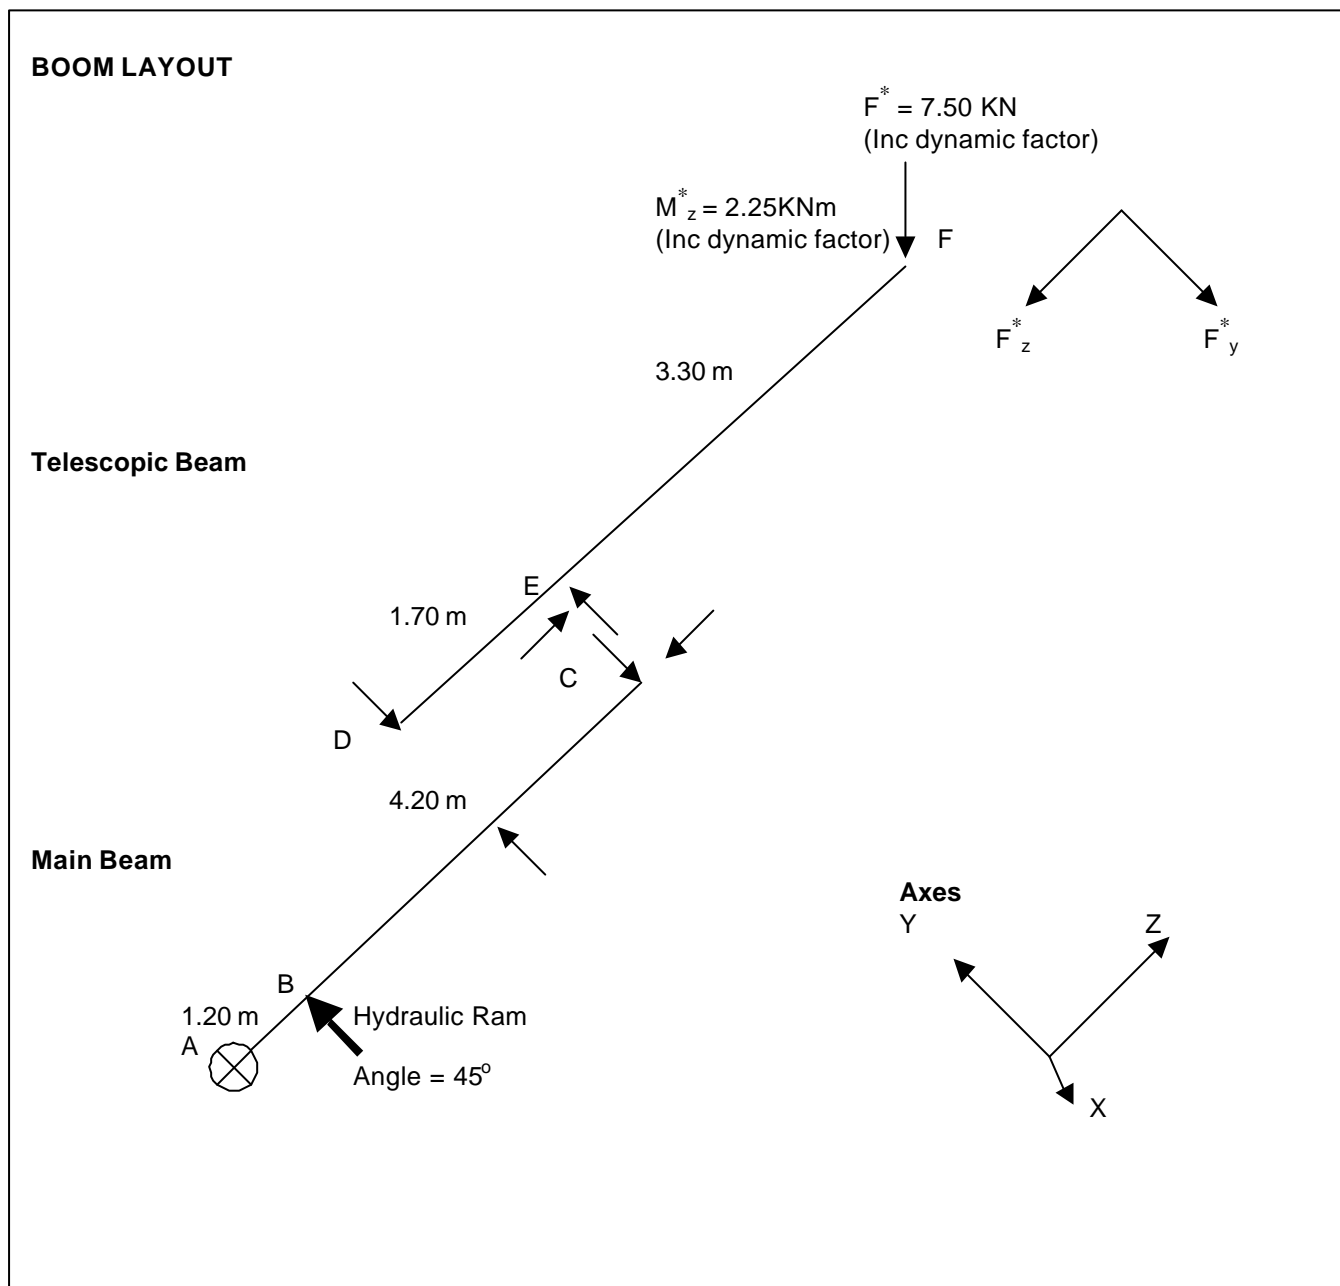 BOOM LAYOUT
F* = 7.50 KN
(Inc dynamic factor)
M*z = 2.25KNm
(Inc dynamic factor)
F
F*z
F*y
3.30 m
Telescopic Beam
E
1.70 m
C
D
4.20 m
Main Beam
Axes
Y
Z
B
1.20 m
Hydraulic Ram
A
Angle = 45°
X